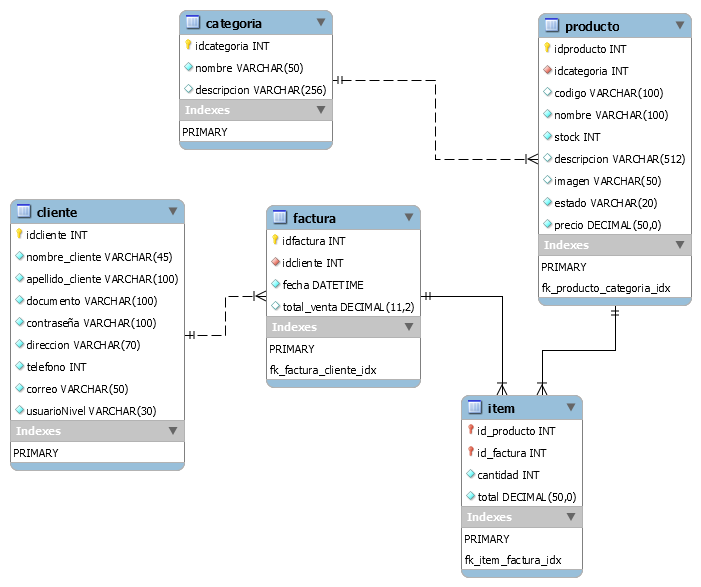 categoria
idcategoria INT
nombre VARCHAR(50)
descripcion VARCHAR(256)
Indexes
PRIMARY
producto
idproducto INT
idcategoria INT
codigo VARCHAR(100)
nombre VARCHAR(100)
stock INT
descripcion VARCHAR(512)
imagen VARCHAR(50)
estado VARCHAR(20)
precio DECIMAL(50,0)
Indexes
PRIMARY
fk_producto_categoria_idx
cliente
idcliente INT
nombre_cliente VARCHAR(45)
apellido_cliente VARCHAR(100)
documento VARCHAR(100)
contraseña VARCHAR(100)
direccion VARCHAR(70)
telefono INT
correo VARCHAR(50)
usuarioNivel VARCHAR(30)
Indexes
PRIMARY
factura
idfactura INT
idcliente INT
fecha DATETIME
total_venta DECIMAL(11,2)
Indexes
PRIMARY
fk_factura_cliente_idx
item
id_producto INT
id_factura INT
cantidad INT
total DECIMAL(50,0)
Indexes
PRIMARY
fk_item_factura_idx